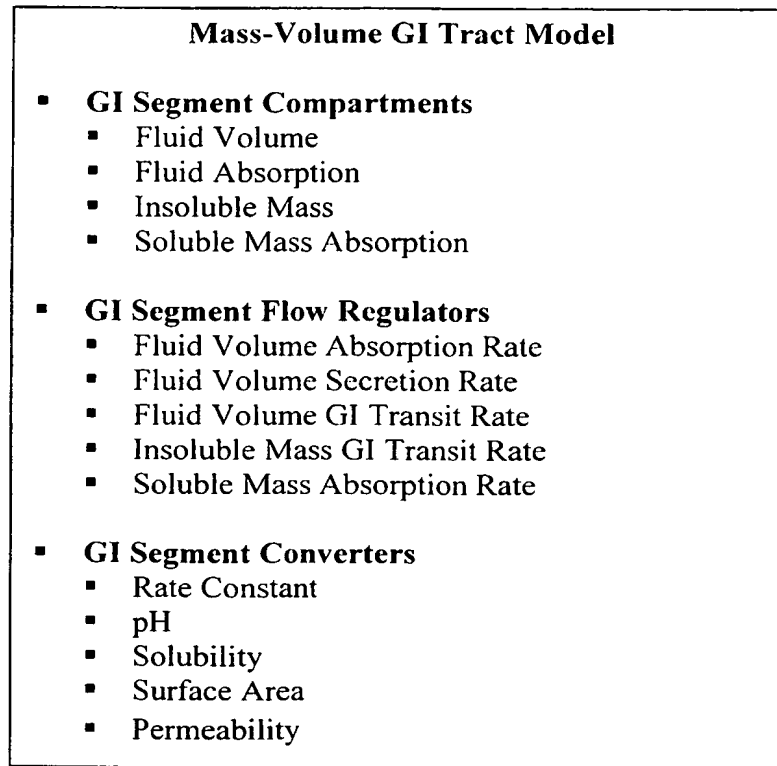 Mass-Volume GI Tract Model
▪ GI Segment Compartments
▪ Fluid Volume
▪ Fluid Absorption
▪ Insoluble Mass
▪ Soluble Mass Absorption
▪ GI Segment Flow Regulators
▪ Fluid Volume Absorption Rate
▪ Fluid Volume Secretion Rate
▪ Fluid Volume GI Transit Rate
▪ Insoluble Mass GI Transit Rate
▪ Soluble Mass Absorption Rate
▪ GI Segment Converters
▪ Rate Constant
▪ pH
▪ Solubility
▪ Surface Area
▪ Permeability